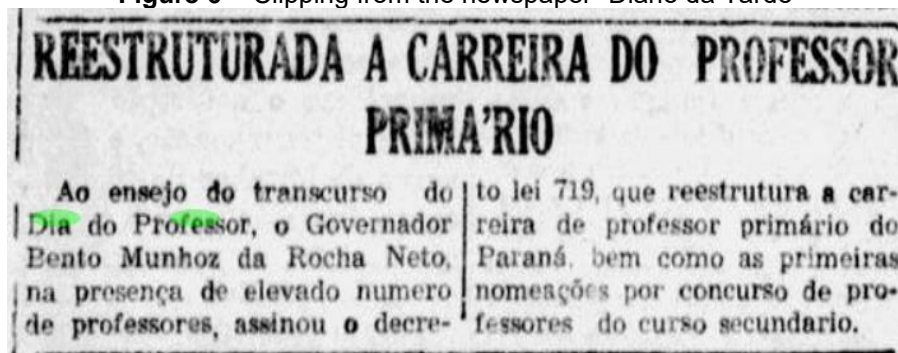 Clipping from the newspaper "Diário da Tarde"
REESTRUTURADA A CARREIRA DO PROFESSOR
PRIMA'RIO
Ao ensejo do transcurso do
Dia do Professor, o Governador
Bento Munhoz da Rocha Neto,
na presença de elevado numero
de professores, assinou o decre-
to lei 719, que reestrutura a car-
reira de professor primário do
Paraná, bem como as primeiras
nomeações por concurso de pro-
fessores do curso secundario.